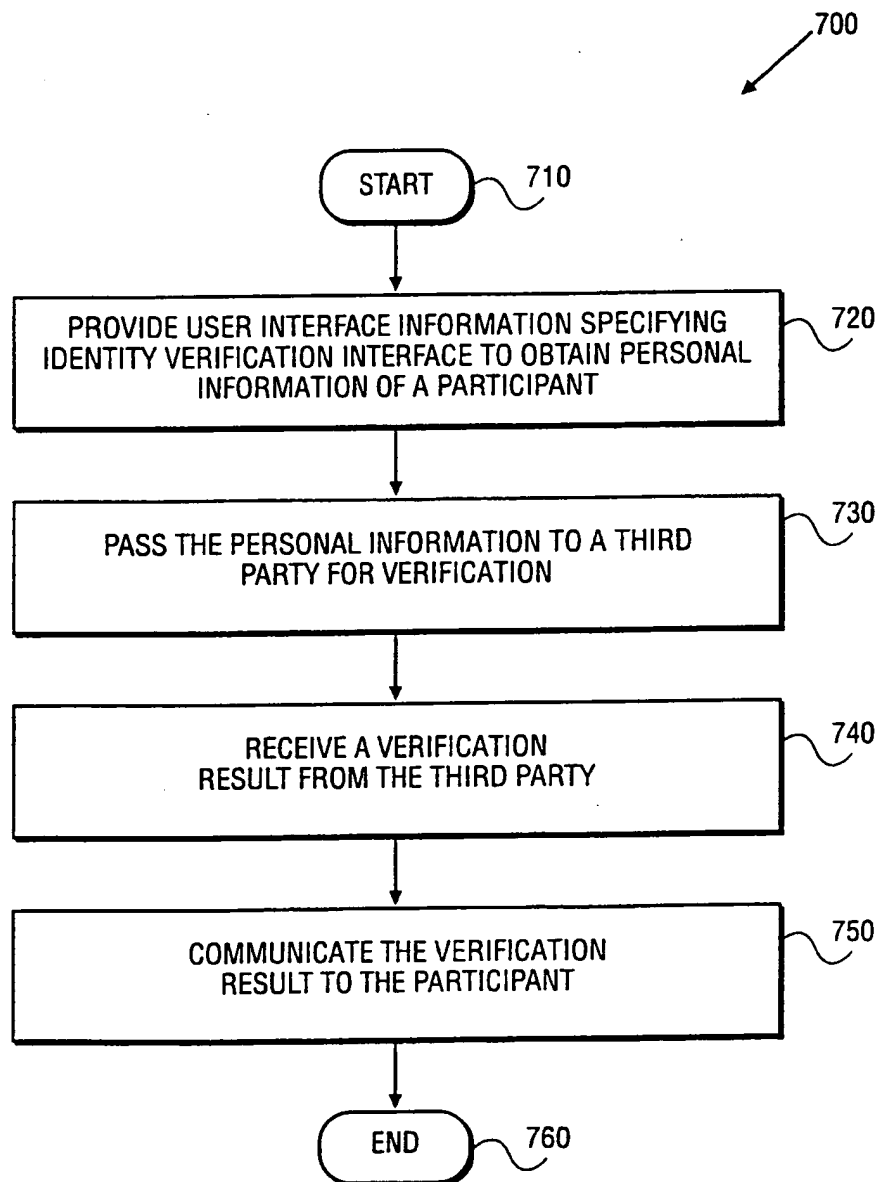 700
START
710
PROVIDE USER INTERFACE INFORMATION SPECIFYING
IDENTITY VERIFICATION INTERFACE TO OBTAIN PERSONAL
INFORMATION OF A PARTICIPANT
720
PASS THE PERSONAL INFORMATION TO A THIRD
PARTY FOR VERIFICATION
730
RECEIVE A VERIFICATION
RESULT FROM THE THIRD PARTY
740
COMMUNICATE THE VERIFICATION
RESULT TO THE PARTICIPANT
750
END
760